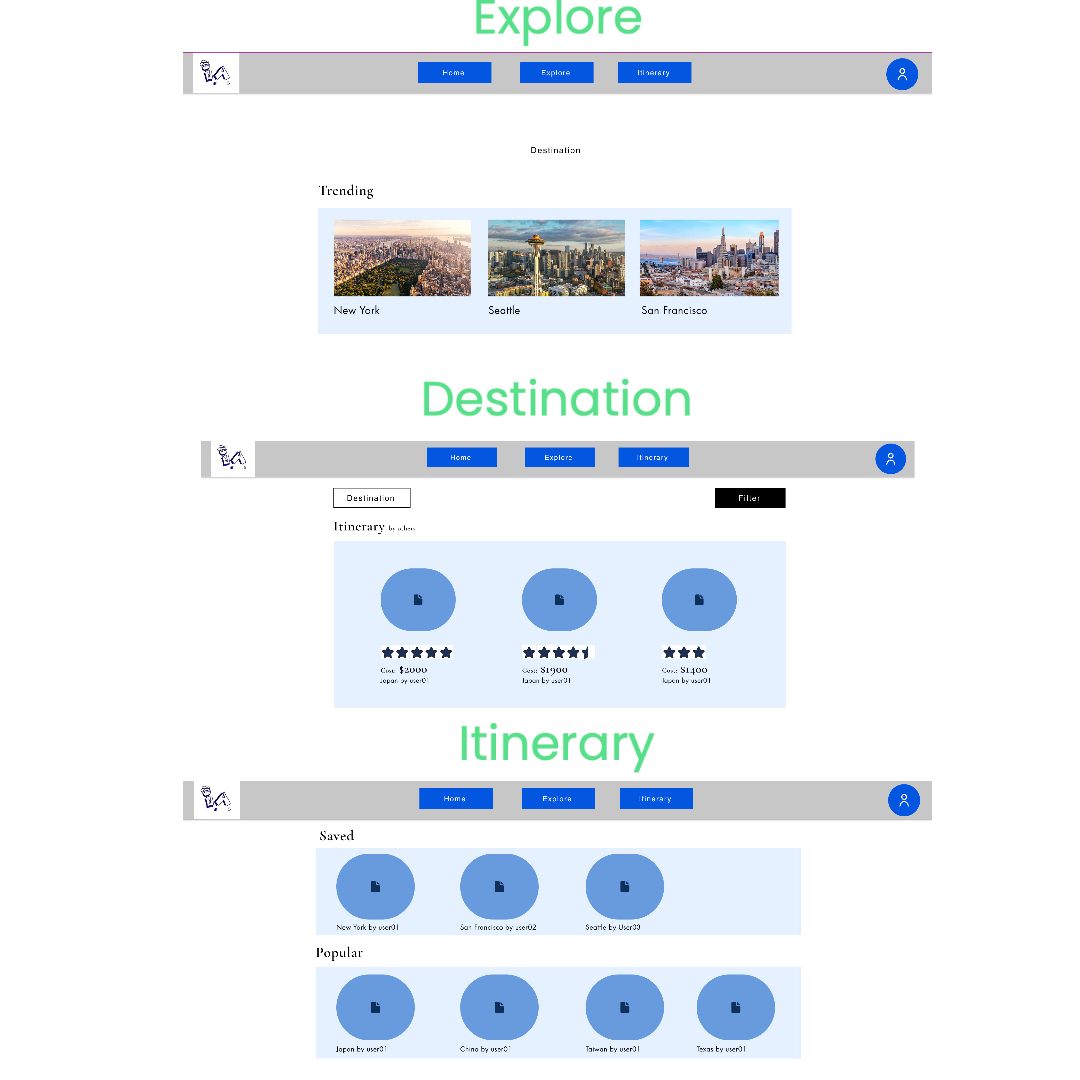 Explore
Home Explore Itinerary
Destination
Trending
New York Seattle San Francisco
Destination
Home Explore Itinerary
Destination Filter
Itinerary by others
Cost: $2000 Cost: $1900 Cost: $1400
Japan by user01 Japan by user01 Japan by user01
Itinerary
Home Explore Itinerary
Saved
New York by user01 San Francisco by user02 Seattle by User03
Popular
Japan by user01 China by user01 Taiwan by user01 Texas by user01